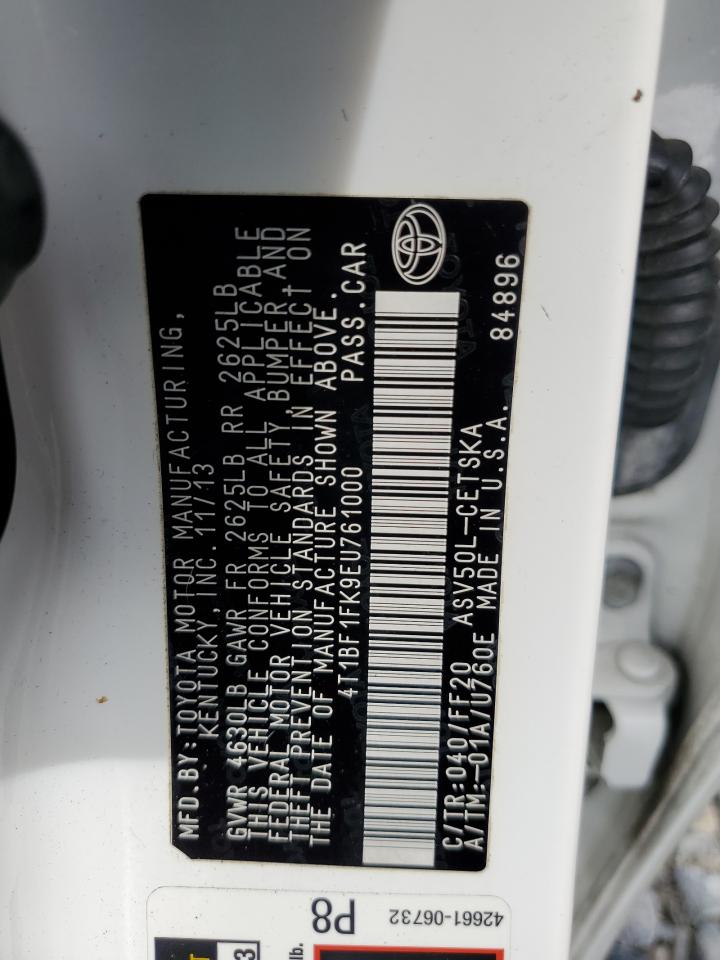 MFD.BY:TOYOTA MOTOR MANUFACTURING,
KENTUCKY,INC.11/13
GVWR 4630LB GAWR FR 2625LB RR 2625LB
THIS VEHICLE CONFORMS TO ALL APPLICABLE
FEDERAL MOTOR VEHICLE SAFETY,BUMPER,AND
THEFT PREVENTION STANDARDS IN EFFECT ON
THE DATE OF MANUFACTURE SHOWN ABOVE.
4T1BF1FK9EU761000 PASS.CAR
C/TR:040/FF20 ASV50L-CETSKA
A/TM:-01A/U760E MADE IN U.S.A. 84896
42661-06732
P8
lb.
3
T